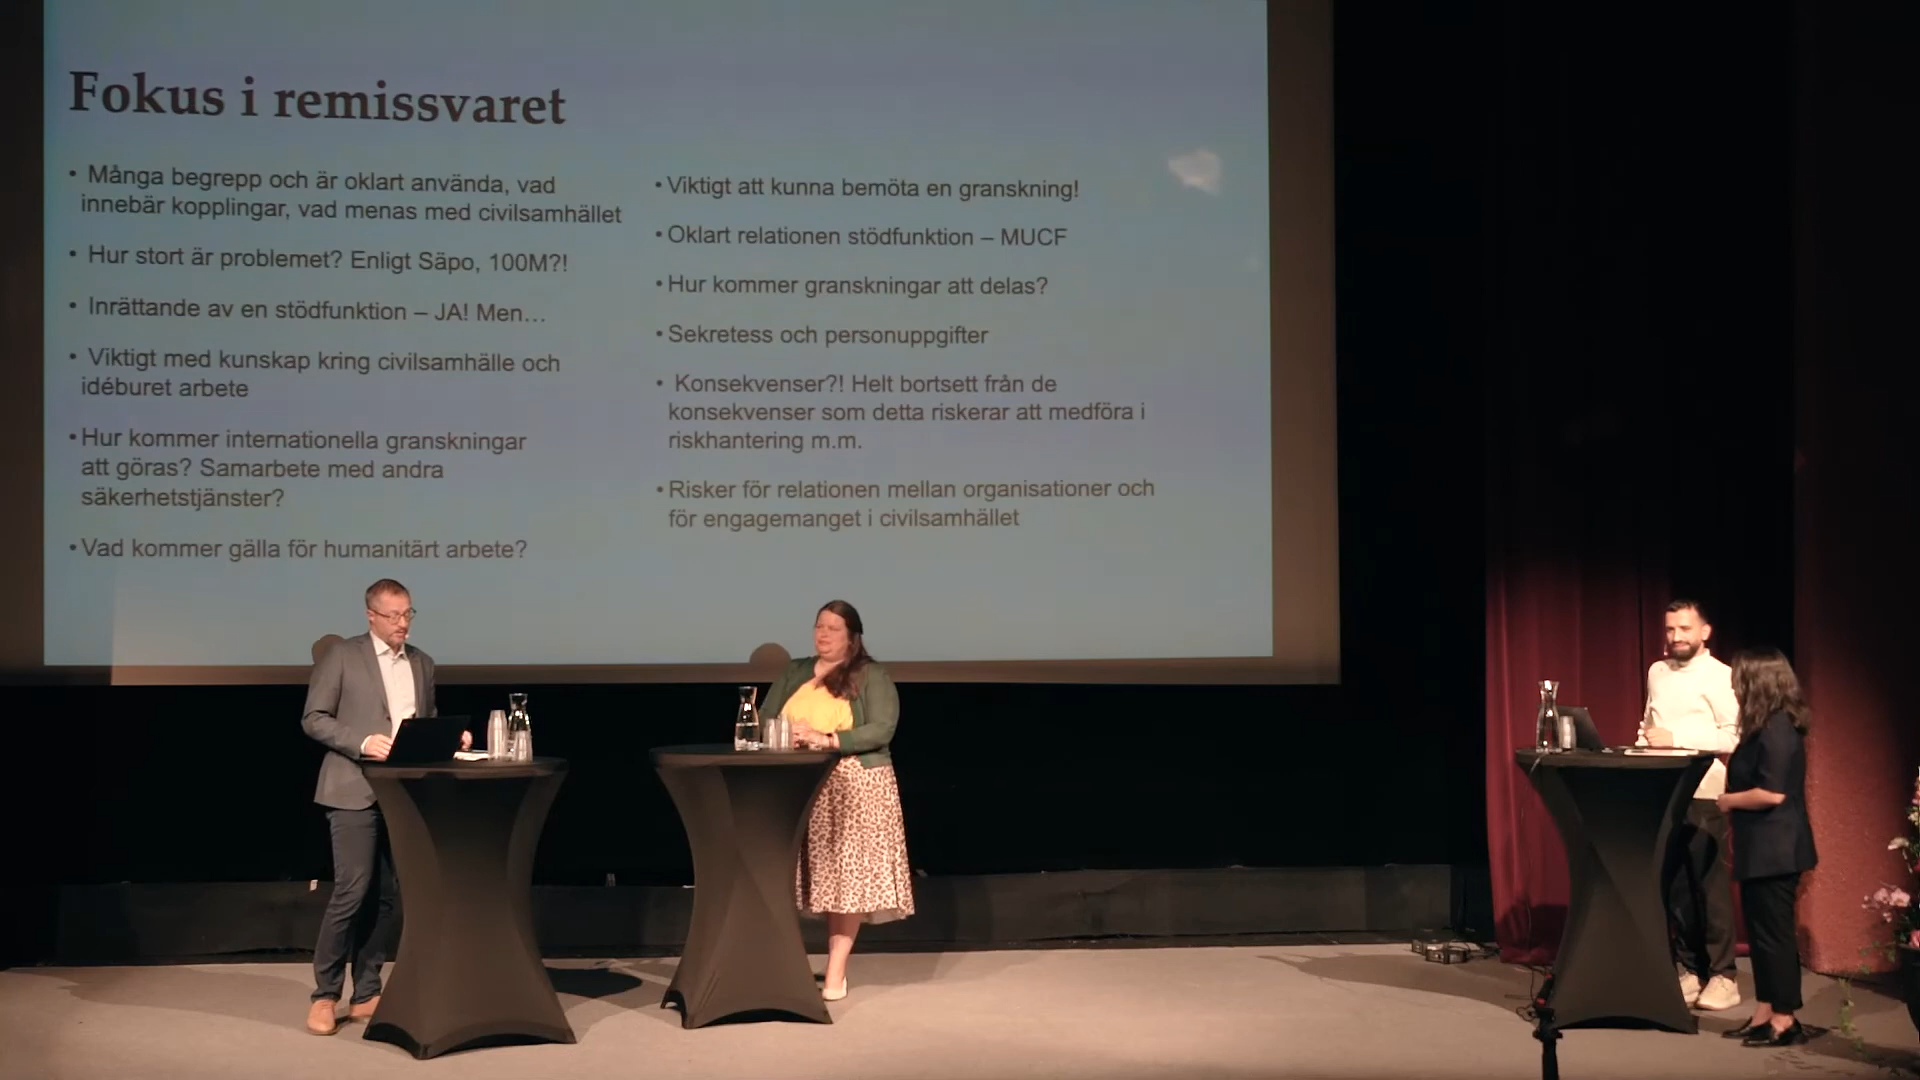 Fokus i remissvaret
• Många begrepp och är oklart använda, vad
innebär kopplingar, vad menas med civilsamhället
• Hur stort är problemet? Enligt Säpo, 100M?!
• Inrättande av en stödfunktion – JA! Men…
• Viktigt med kunskap kring civilsamhälle och
idéburet arbete
• Hur kommer internationella granskningar
att göras? Samarbete med andra
säkerhetstjänster?
• Vad kommer gälla för humanitärt arbete?
• Viktigt att kunna bemöta en granskning!
• Oklart relationen stödfunktion – MUCF
• Hur kommer granskningar att delas?
• Sekretess och personuppgifter
• Konsekvenser?! Helt bortsett från de
konsekvenser som detta riskerar att medföra i
riskhantering m.m.
• Risker för relationen mellan organisationer och
för engagemanget i civilsamhället